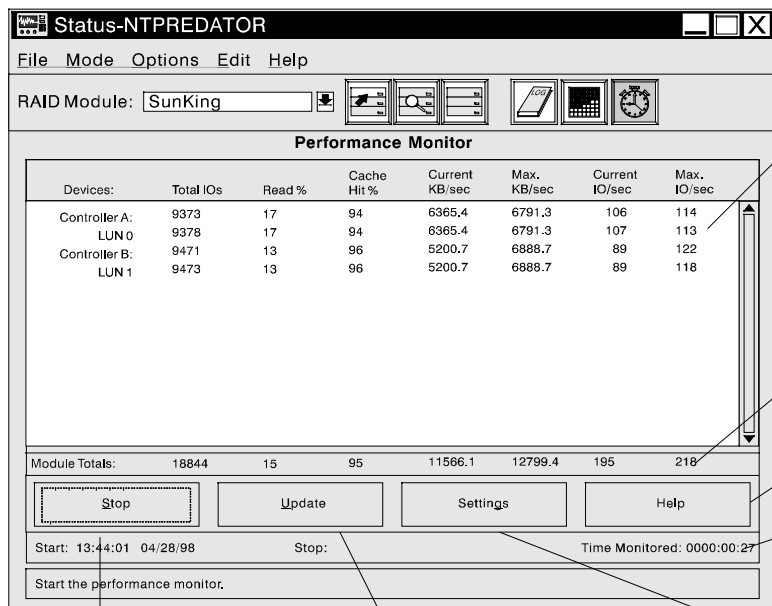 Status-NTPREDATOR
File Mode Options Edit Help
RAID Module: SunKing
LOG
Performance Monitor
Devices: Total IOs Read % Cache Hit % Current KB/sec Max. KB/sec Current IO/sec Max. IO/sec
Controller A: 9373 17 94 6365.4 6791.3 106 114
LUN 0 9378 17 94 6365.4 6791.3 107 113
Controller B: 9471 13 96 5200.7 6888.7 89 122
LUN 1 9473 13 96 5200.7 6888.7 89 118
Module Totals: 18844 15 95 11566.1 12799.4 195 218
Stop Update Settings Help
Start: 13:44:01 04/28/98 Stop: Time Monitored: 0000:00:27
Start the performance monitor.